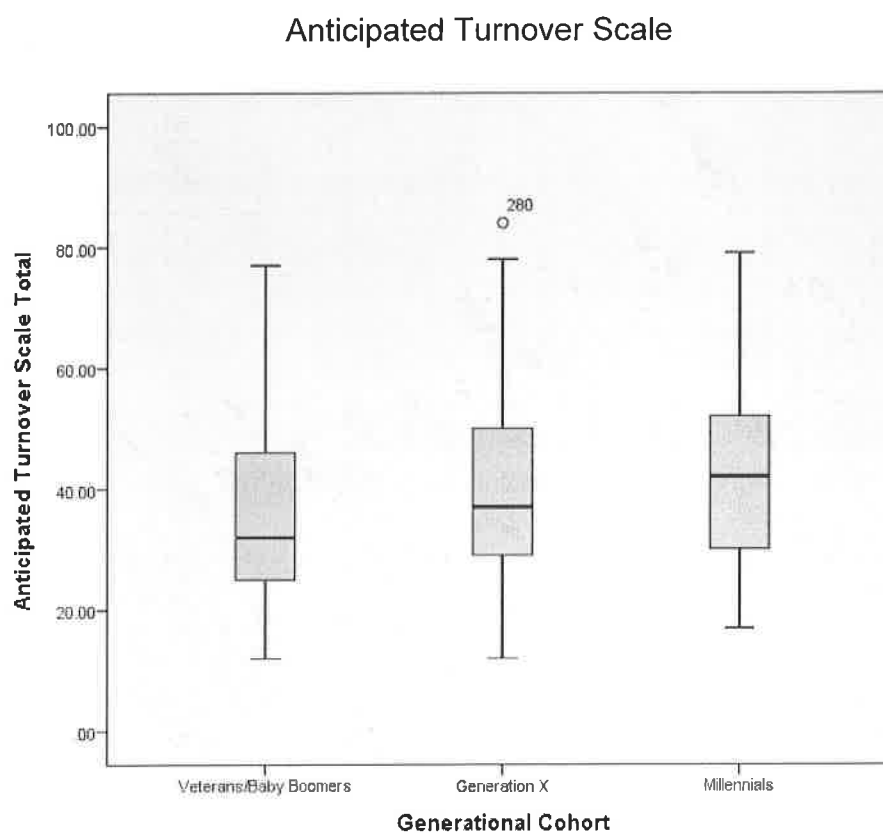 Anticipated Turnover Scale
100.00
280
80.00
60.00
40.00
20.00
.00
Anticipated Turnover Scale Total
Veterans/Baby Boomers
Generation X
Millennials
Generational Cohort